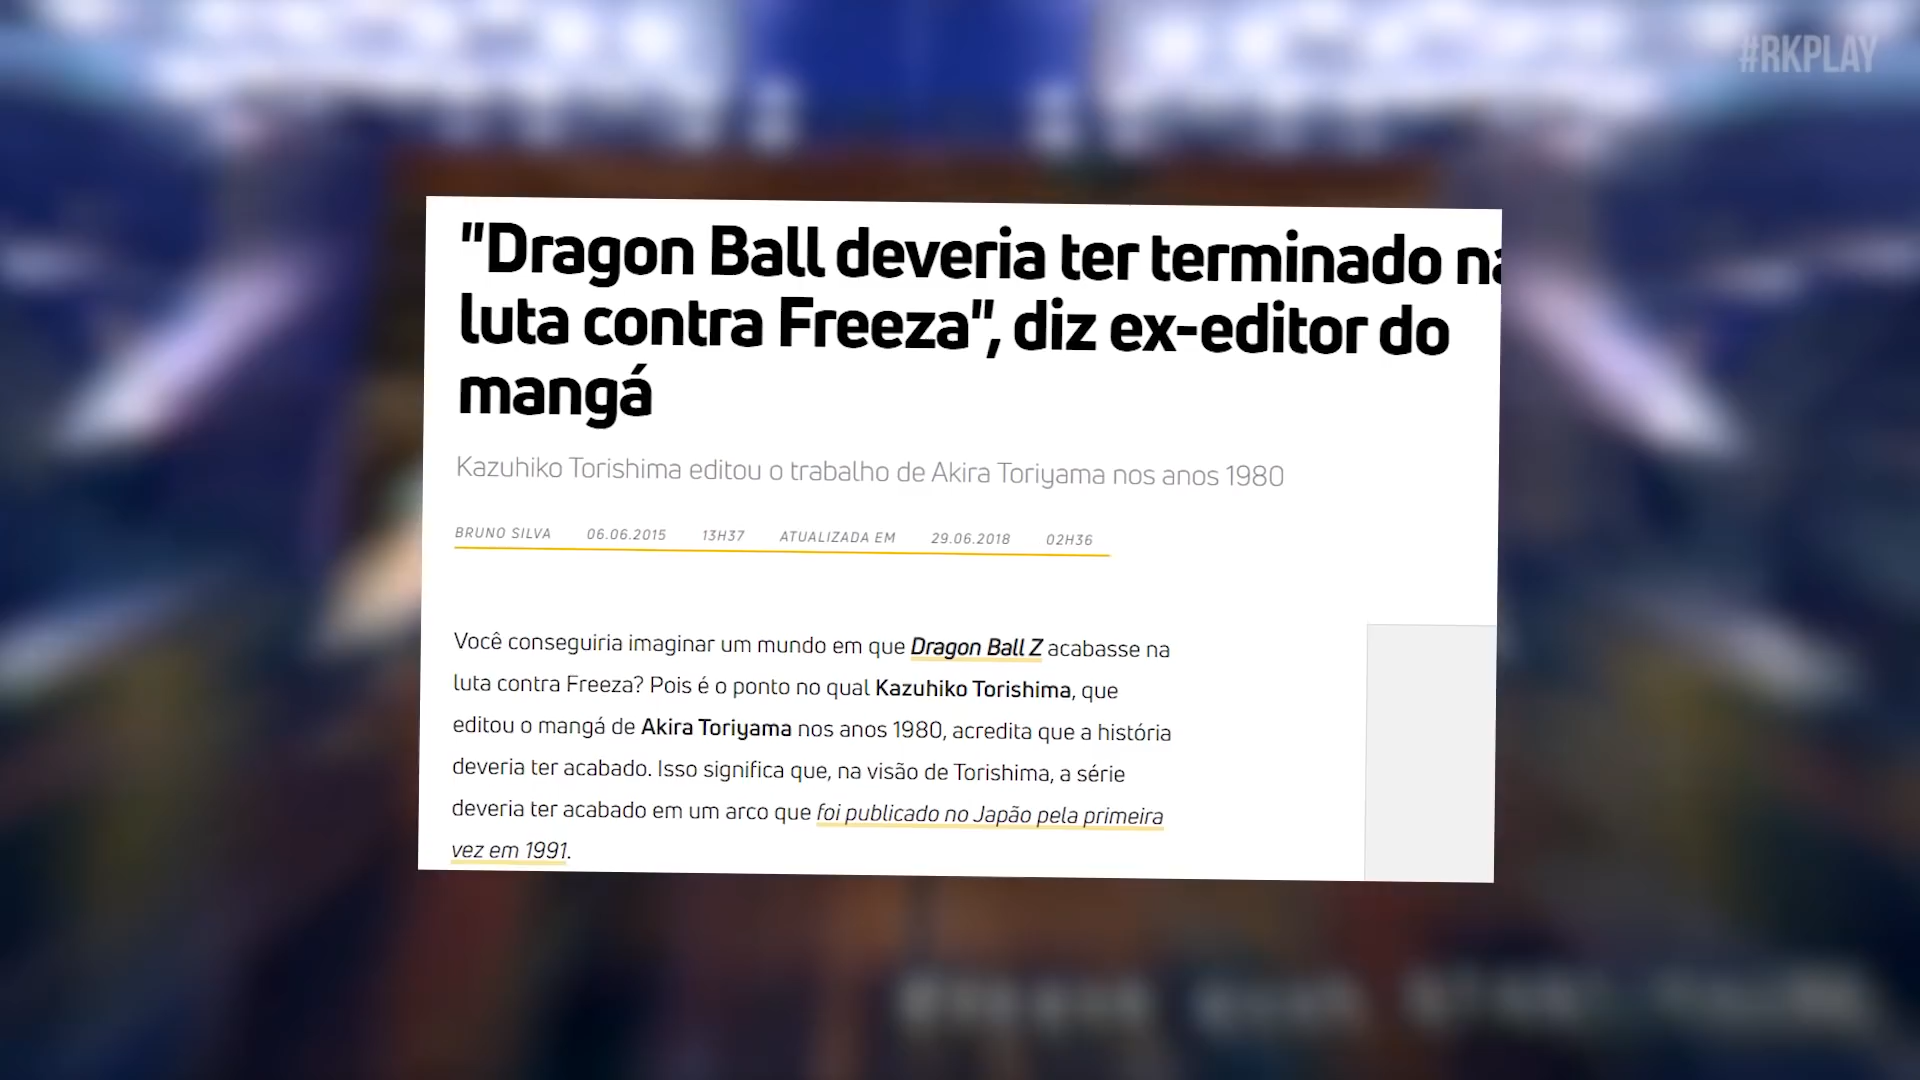 #RKPLAY
"Dragon Ball deveria ter terminado na
luta contra Freeza", diz ex-editor do
mangá
Kazuhiko Torishima editou o trabalho de Akira Toriyama nos anos 1980
BRUNO SILVA 06.06.2015 13H37 ATUALIZADA EM 29.06.2018 02H36
Você conseguiria imaginar um mundo em que Dragon Ball Z acabasse na
luta contra Freeza? Pois é o ponto no qual Kazuhiko Torishima, que
editou o mangá de Akira Toriyama nos anos 1980, acredita que a história
deveria ter acabado. Isso significa que, na visão de Torishima, a série
deveria ter acabado em um arco que foi publicado no Japão pela primeira
vez em 1991.